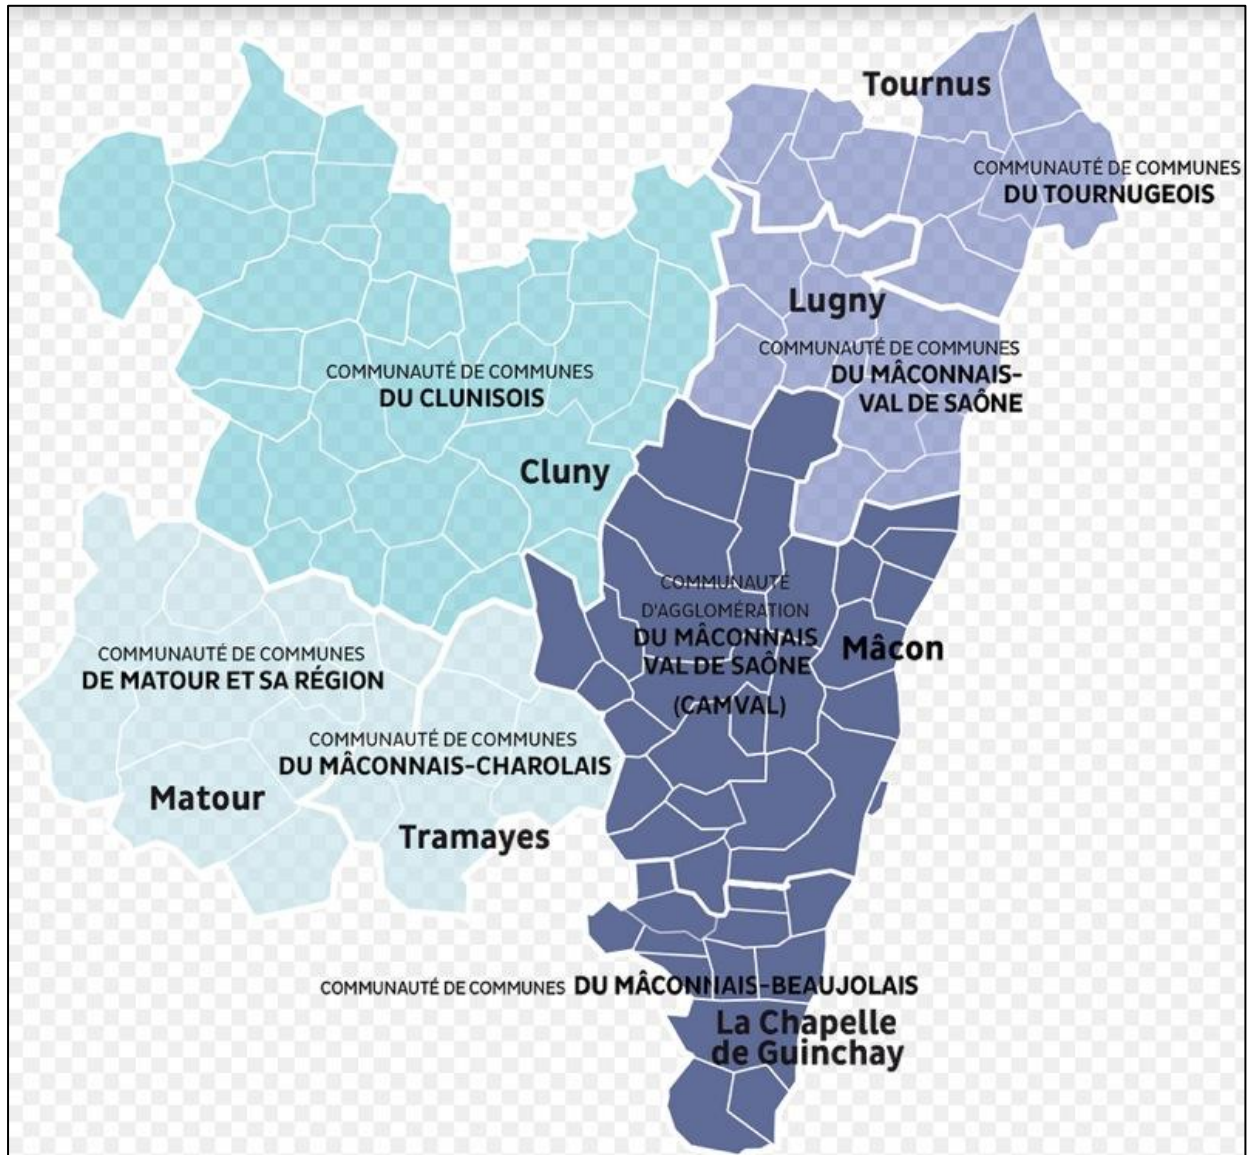 Tournus
COMMUNAUTÉ DE COMMUNES
DU TOURNUGEOIS
Lugny
COMMUNAUTÉ DE COMMUNES
DU MÂCONNAIS-
VAL DE SAÔNE
COMMUNAUTÉ DE COMMUNES
DU CLUNISOIS
Cluny
COMMUNAUTÉ
D'AGGLOMÉRATION
DU MÂCONNAIS
VAL DE SAÔNE
(CAMVAL)
Mâcon
COMMUNAUTÉ DE COMMUNES
DE MATOUR ET SA RÉGION
COMMUNAUTÉ DE COMMUNES
DU MÂCONNAIS-CHAROLAIS
Matour
Tramayes
COMMUNAUTÉ DE COMMUNES DU MÂCONNAIS-BEAUJOLAIS
La Chapelle
de Guinchay